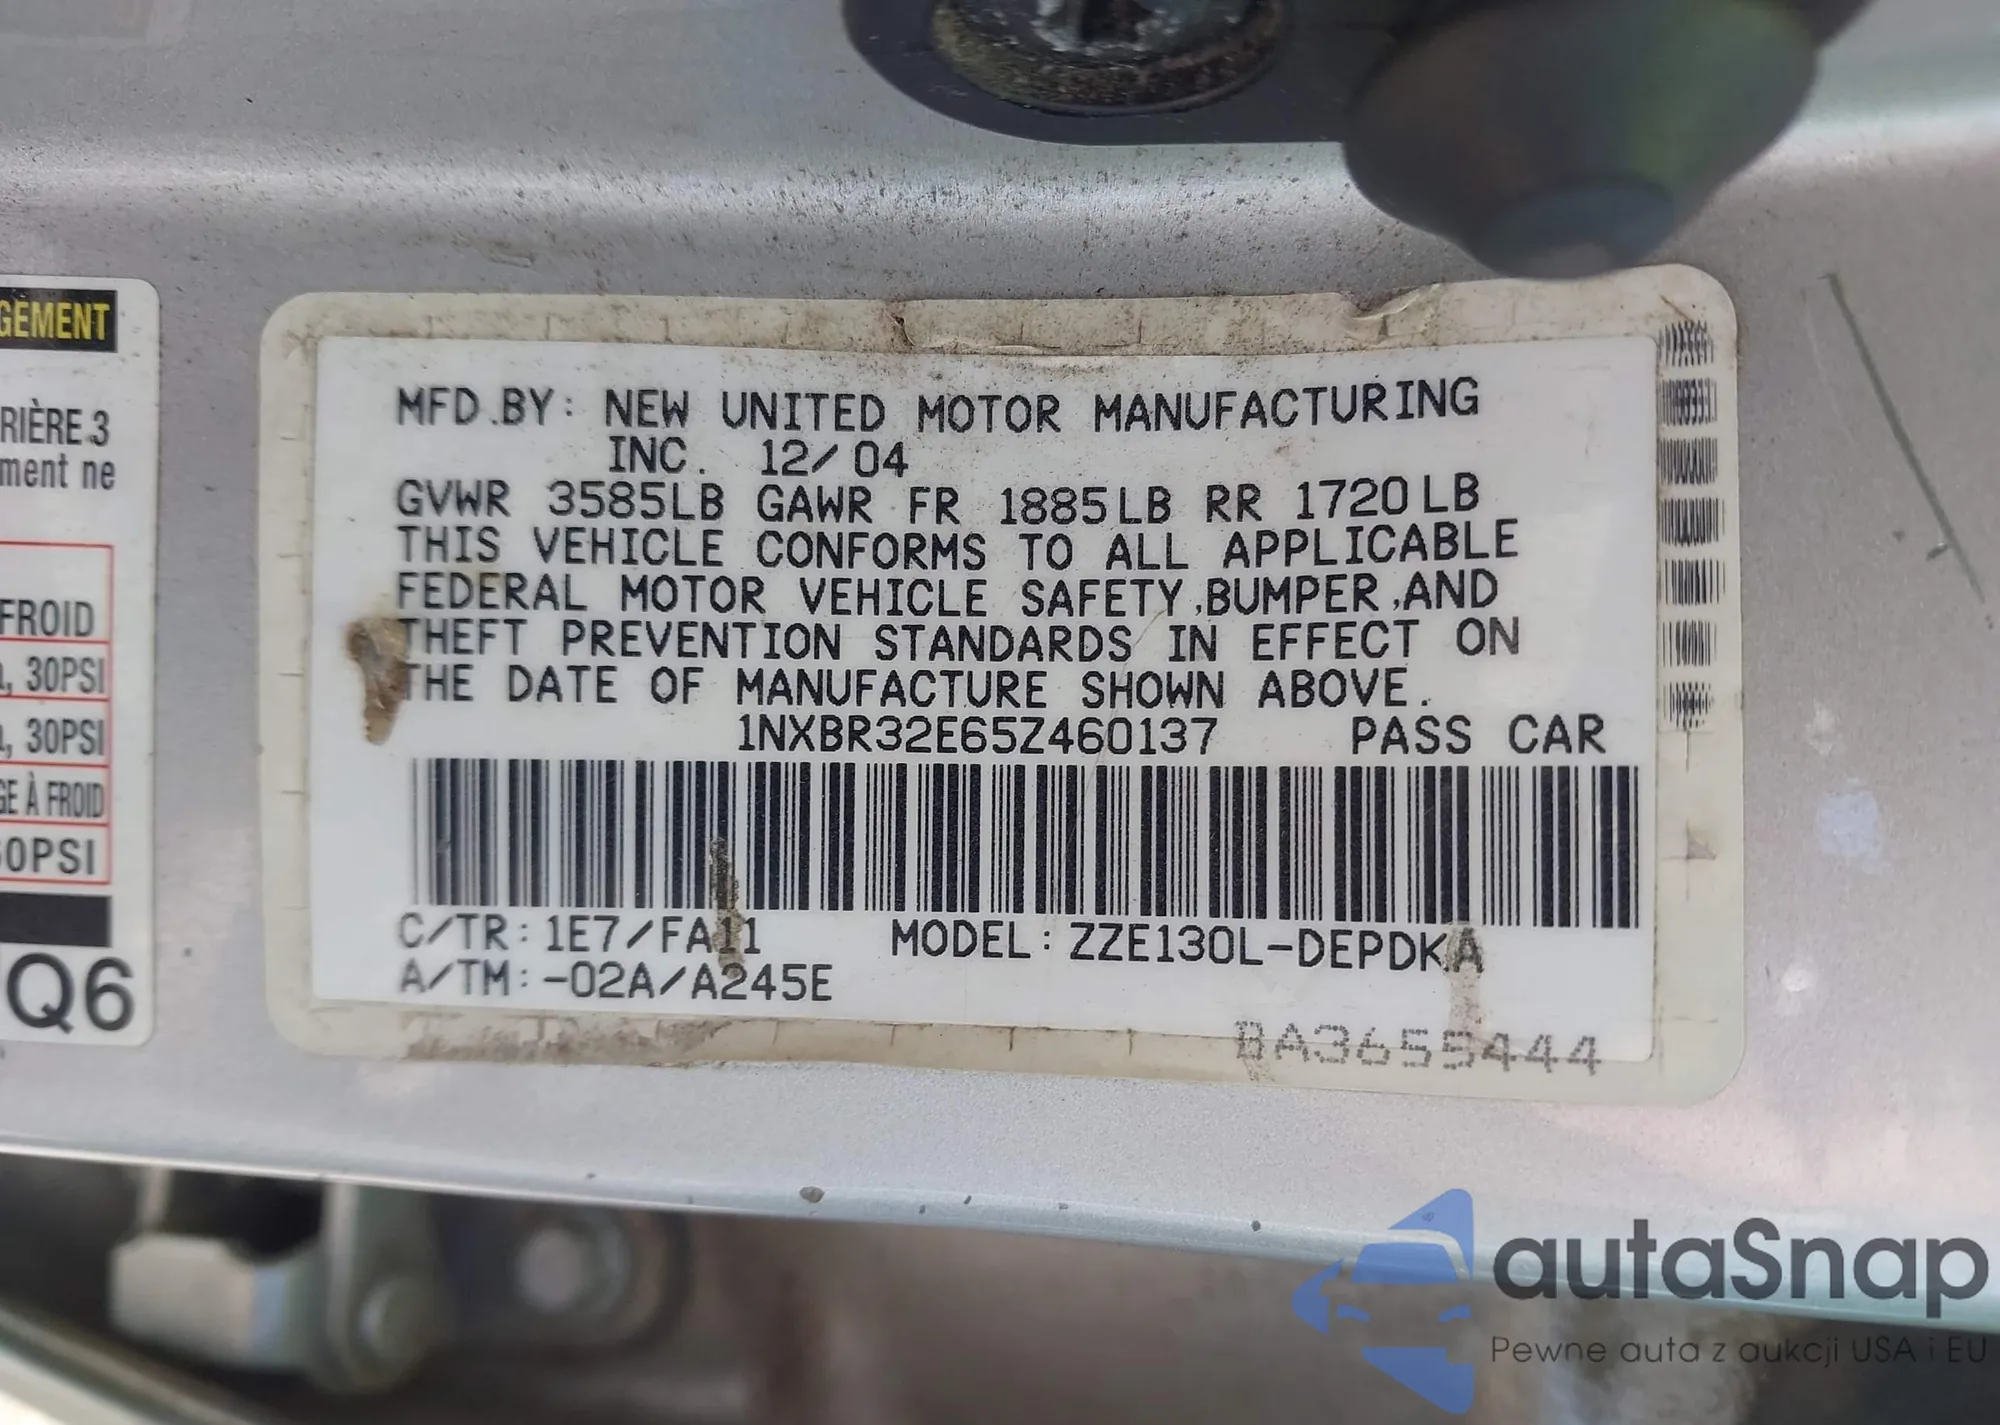 GEMENT
RIÈRE 3
ment ne
FROID
30PSI
30PSI
GE À FROID
60PSI
Q6
MFD.BY: NEW UNITED MOTOR MANUFACTURING
INC. 12/04
GVWR 3585LB GAWR FR 1885LB RR 1720LB
THIS VEHICLE CONFORMS TO ALL APPLICABLE
FEDERAL MOTOR VEHICLE SAFETY,BUMPER,AND
THEFT PREVENTION STANDARDS IN EFFECT ON
THE DATE OF MANUFACTURE SHOWN ABOVE.
1NXBR32E65Z460137 PASS CAR
C/TR: 1E7/FA11 MODEL: ZZE130L-DEPDKA
A/TM: -02A/A245E
BA3655444
autaSnap
Pewne auta z aukcji USA i EU